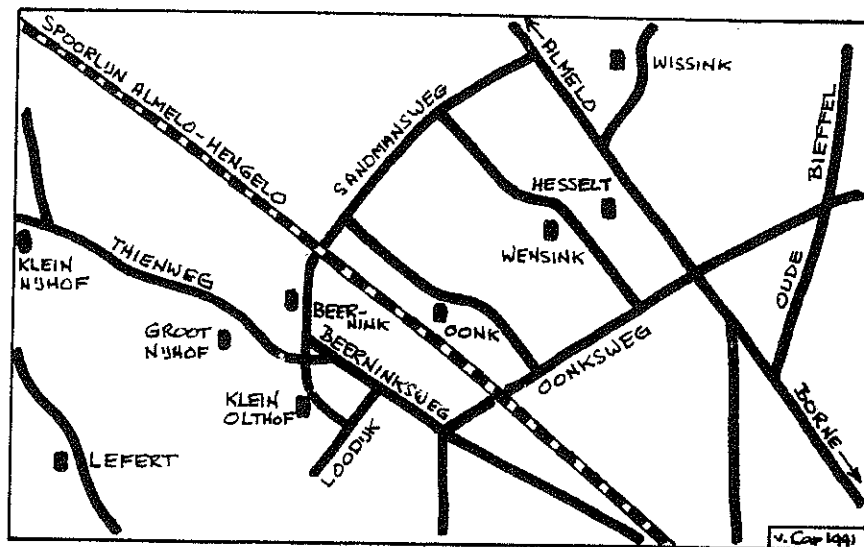 SPOORLIJN ALMELO-HENGELO
SANDMANSWEG
← ALMELO
WISSINK
BIEFFEL
OUDE
HESSELT
WENSINK
KLEIN
NIJHOF
THIENWEG
GROOT
NIJHOF
BEER-
NINK
BEERNINKSWEG
OONK
OONKSWEG
KLEIN
OLTHOF
LOODIJK
LEFERT
BORNE →
1991